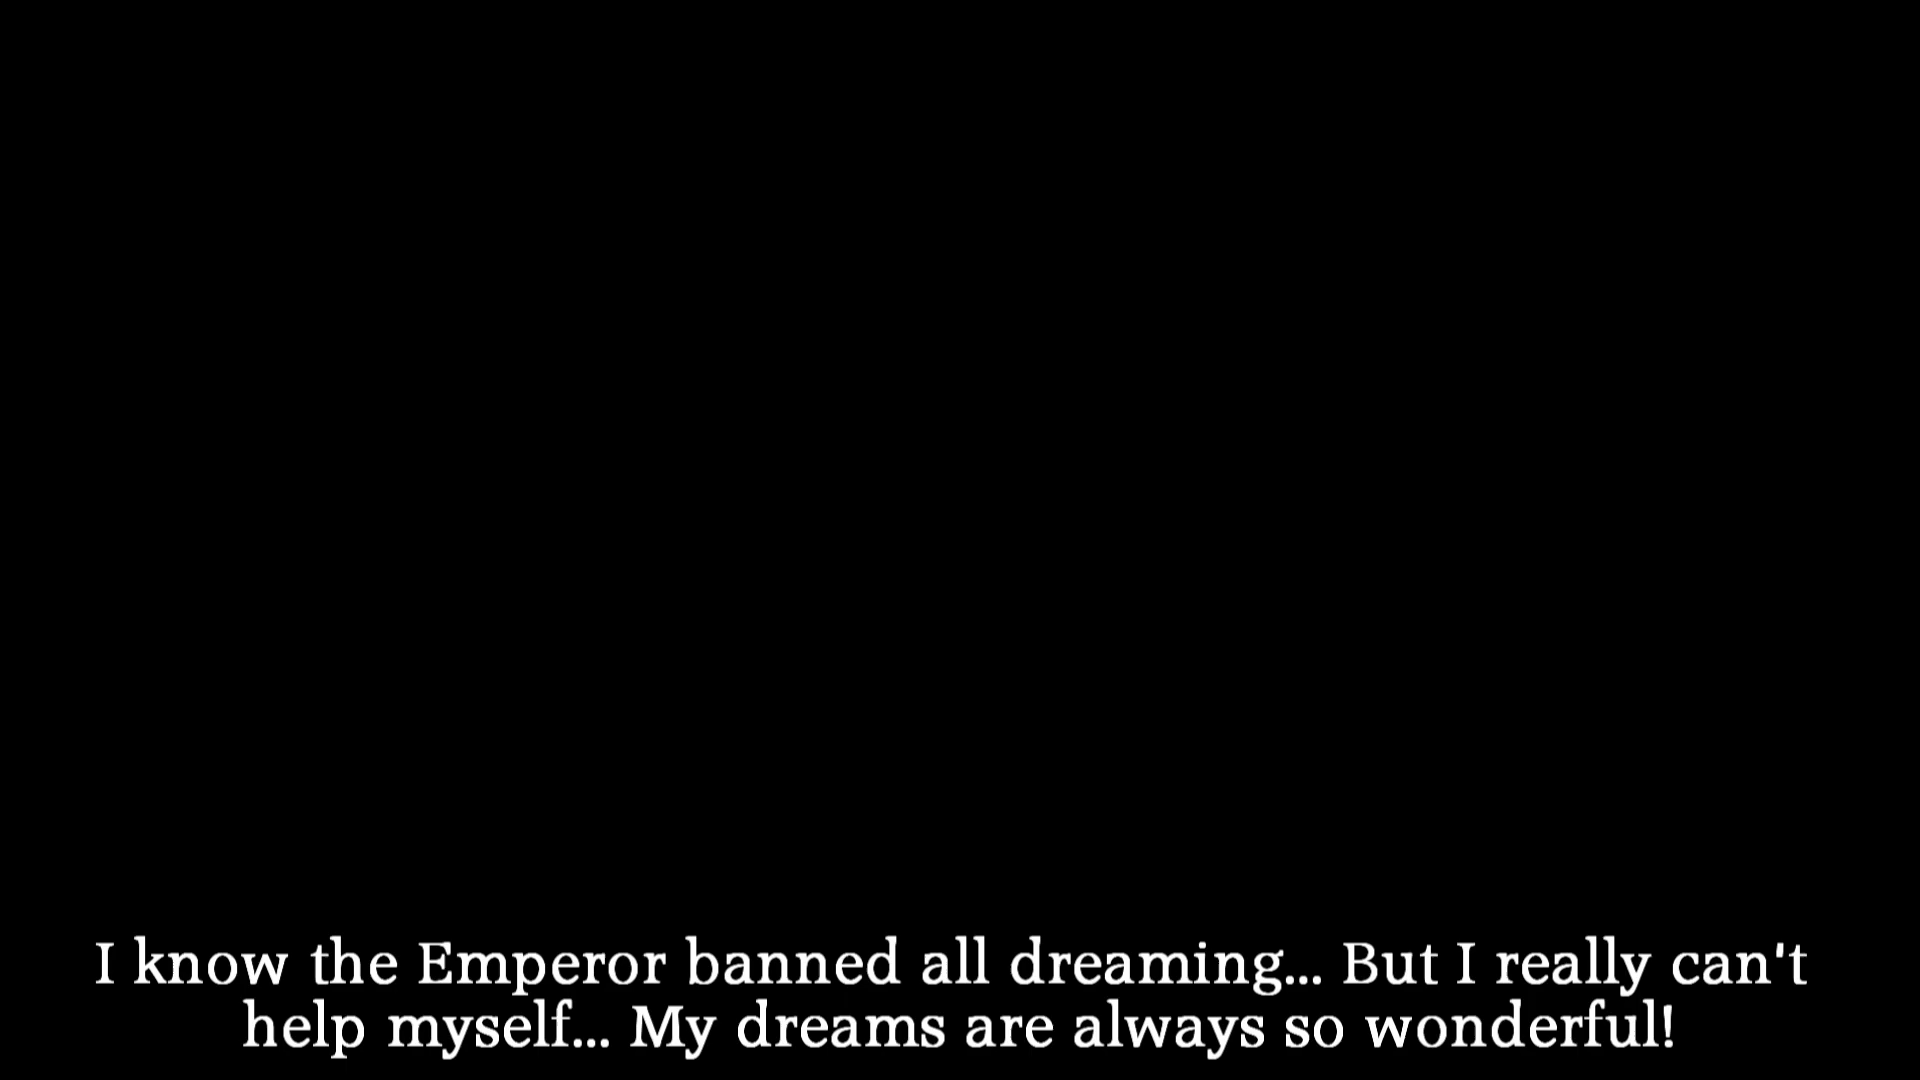 I know the Emperor banned all dreaming... But I really can't
help myself... My dreams are always so wonderful!